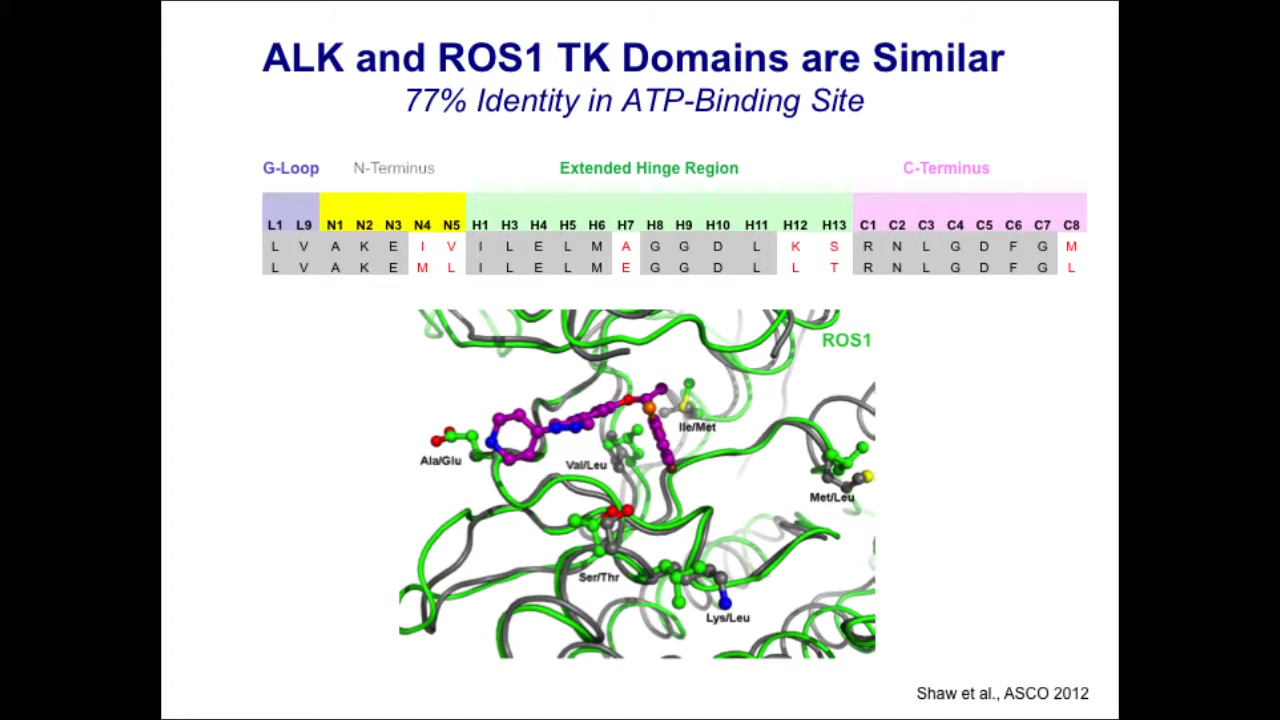 ALK and ROS1 TK Domains are Similar
77% Identity in ATP-Binding Site
G-Loop N-Terminus Extended Hinge Region C-Terminus
L1 L9 N1 N2 N3 N4 N5 H1 H3 H4 H5 H6 H7 H8 H9 H10 H11 H12 H13 C1 C2 C3 C4 C5 C6 C7 C8
L V A K E I V I L E L M A G G D L K S R N L G D F G M
L V A K E M L I L E L M E G G D L L T R N L G D F G L
ROS1
Ile/Met
Ala/Glu
Val/Leu
Met/Leu
Ser/Thr
Lys/Leu
Shaw et al., ASCO 2012